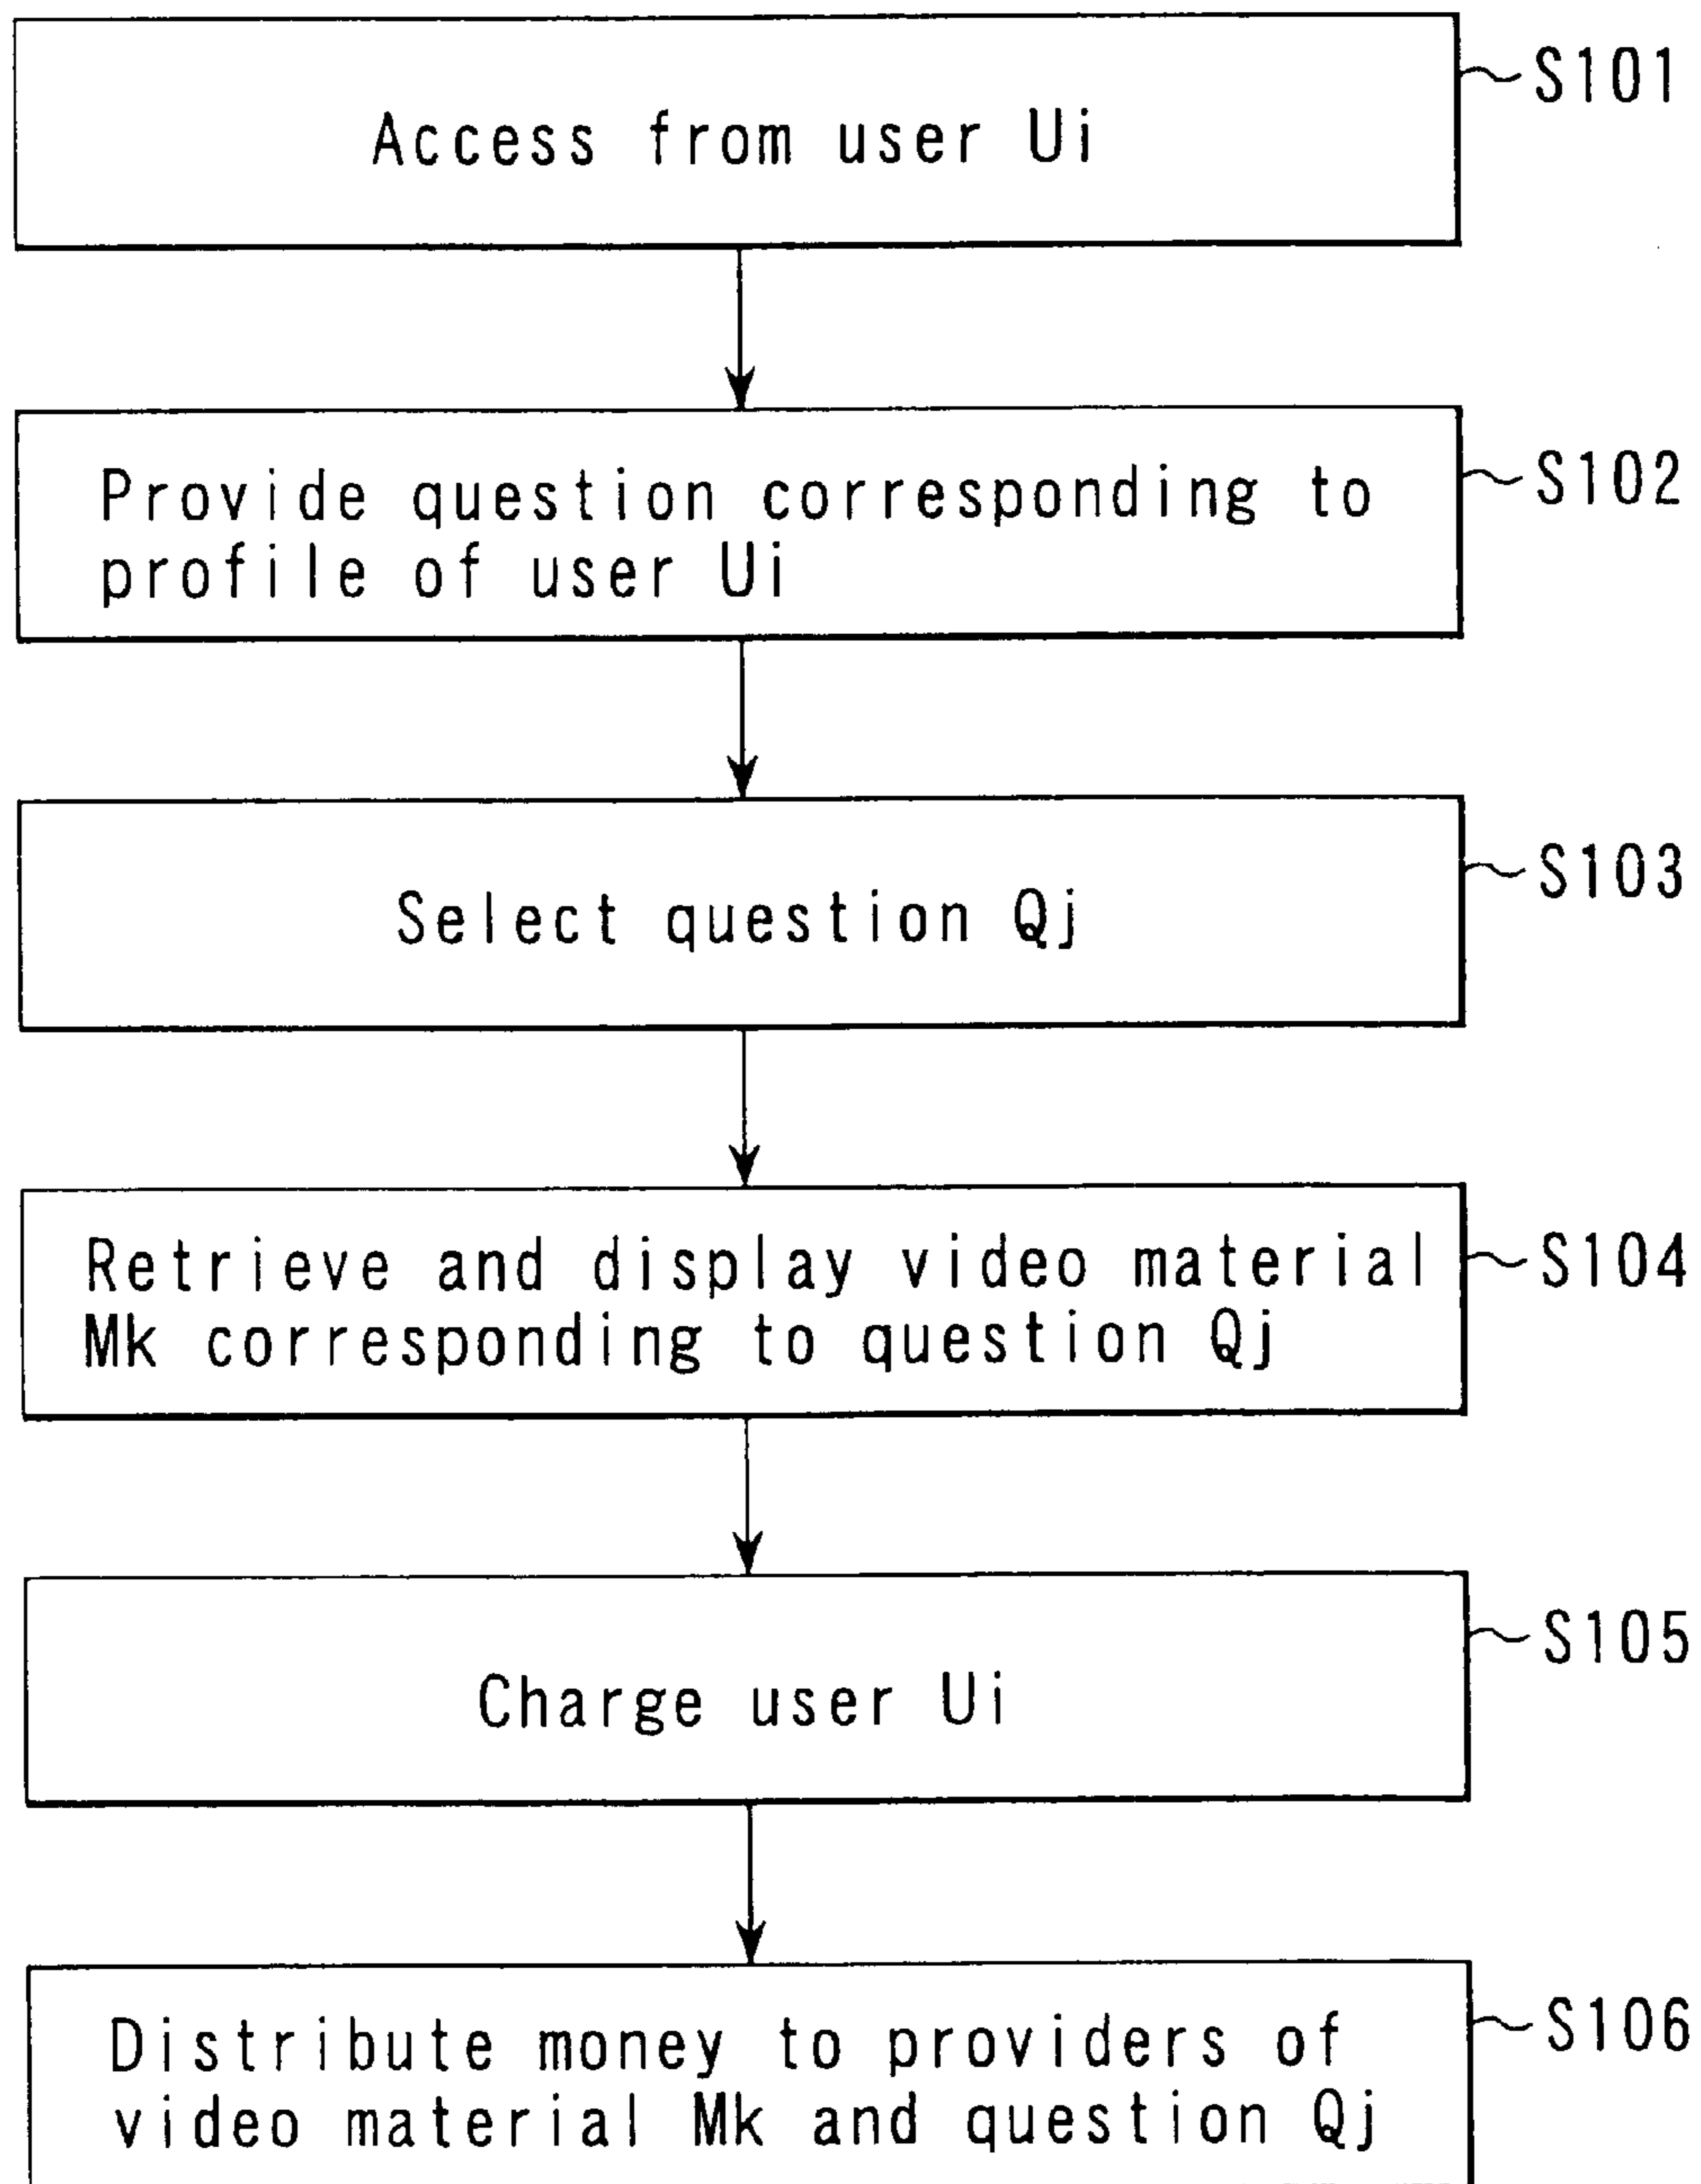 S101
Access from user Ui
S102
Provide question corresponding to
profile of user Ui
S103
Select question Qj
S104
Retrieve and display video material
Mk corresponding to question Qj
S105
Charge user Ui
S106
Distribute money to providers of
video material Mk and question Qj